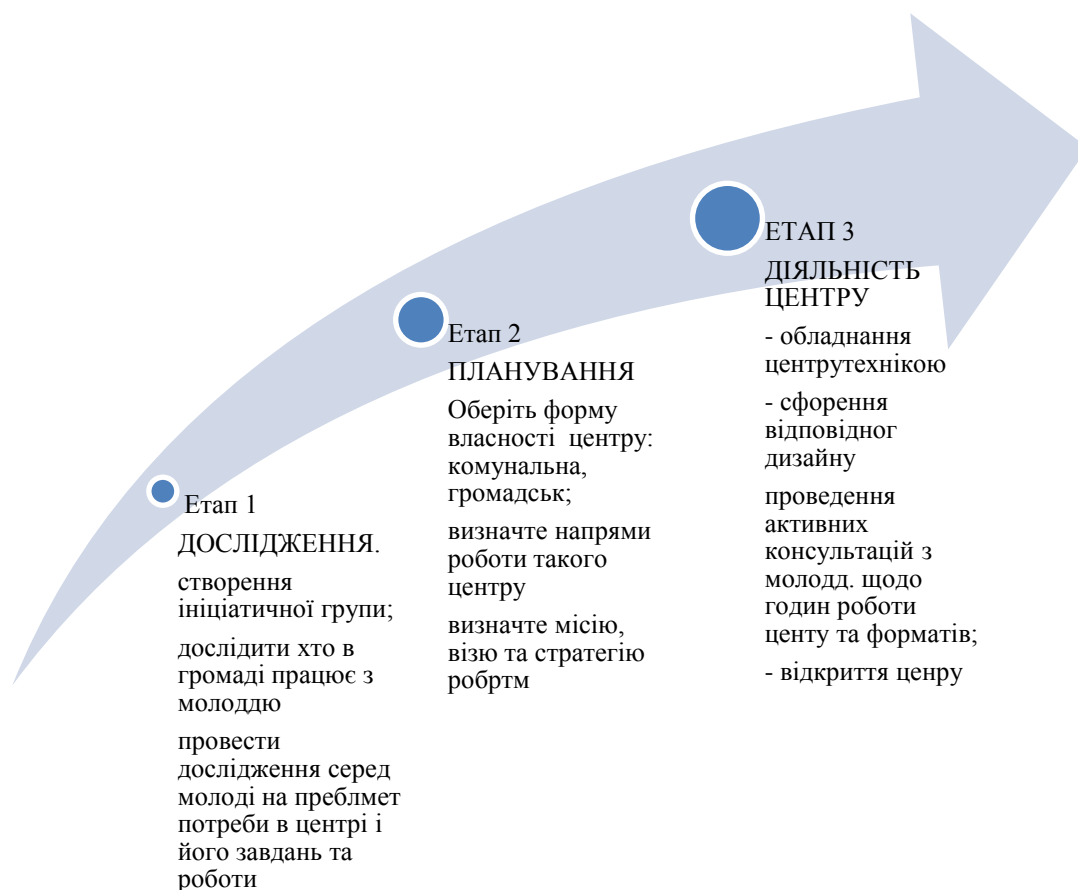 Етап 1
ДОСЛІДЖЕННЯ.
створення
ініціатичної групи;
дослідити хто в
громаді працює з
молоддю
провести
дослідження серед
молоді на преблмет
потреби в центрі і
його завдань та
роботи
Етап 2
ПЛАНУВАННЯ
Оберіть форму
власності центру:
комунальна,
громадськ;
визначте напрями
роботи такого
центру
визначте місію,
візю та стратегію
робртм
ЕТАП 3
ДІЯЛЬНІСТЬ
ЦЕНТРУ
- обладнання
центрутехнікою
- сфорення
відповідног
дизайну
проведення
активних
консультацій з
молодд. щодо
годин роботи
центу та форматів;
- відкриття ценру